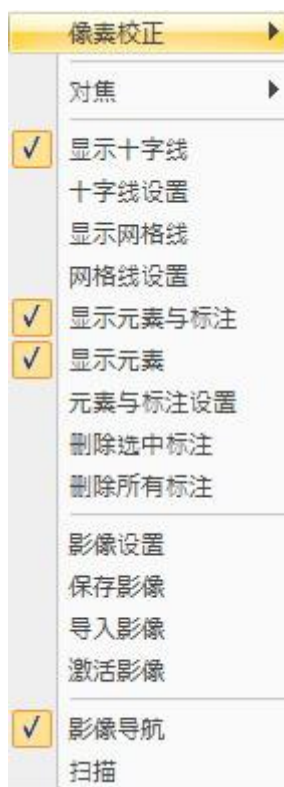 像素校正
对焦
显示十字线
十字线设置
显示网格线
网格线设置
显示元素与标注
显示元素
元素与标注设置
删除选中标注
删除所有标注
影像设置
保存影像
导入影像
激活影像
影像导航
扫描